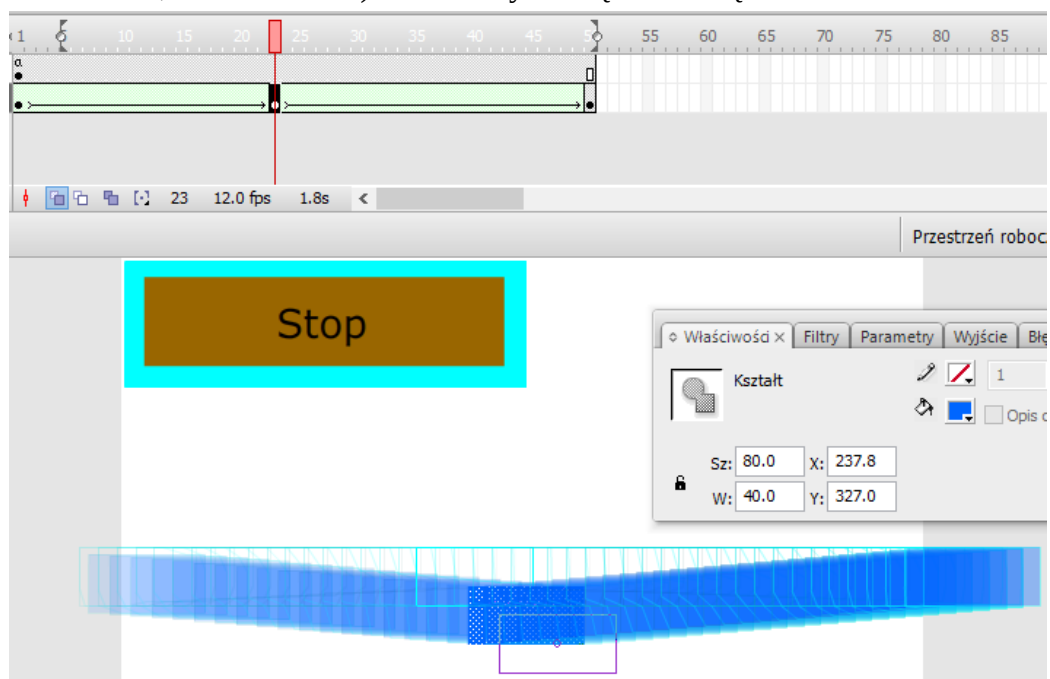 1 5 10 15 20 25 30 35 40 45 50 55 60 65 70 75 80 85
a
23 12.0 fps 1.8s
Przestrzeń roboc
Stop
Właściwości × Filtry Parametry Wyjście Błę
Kształt
1
Opis
Sz: 80.0 X: 237.8
W: 40.0 Y: 327.0